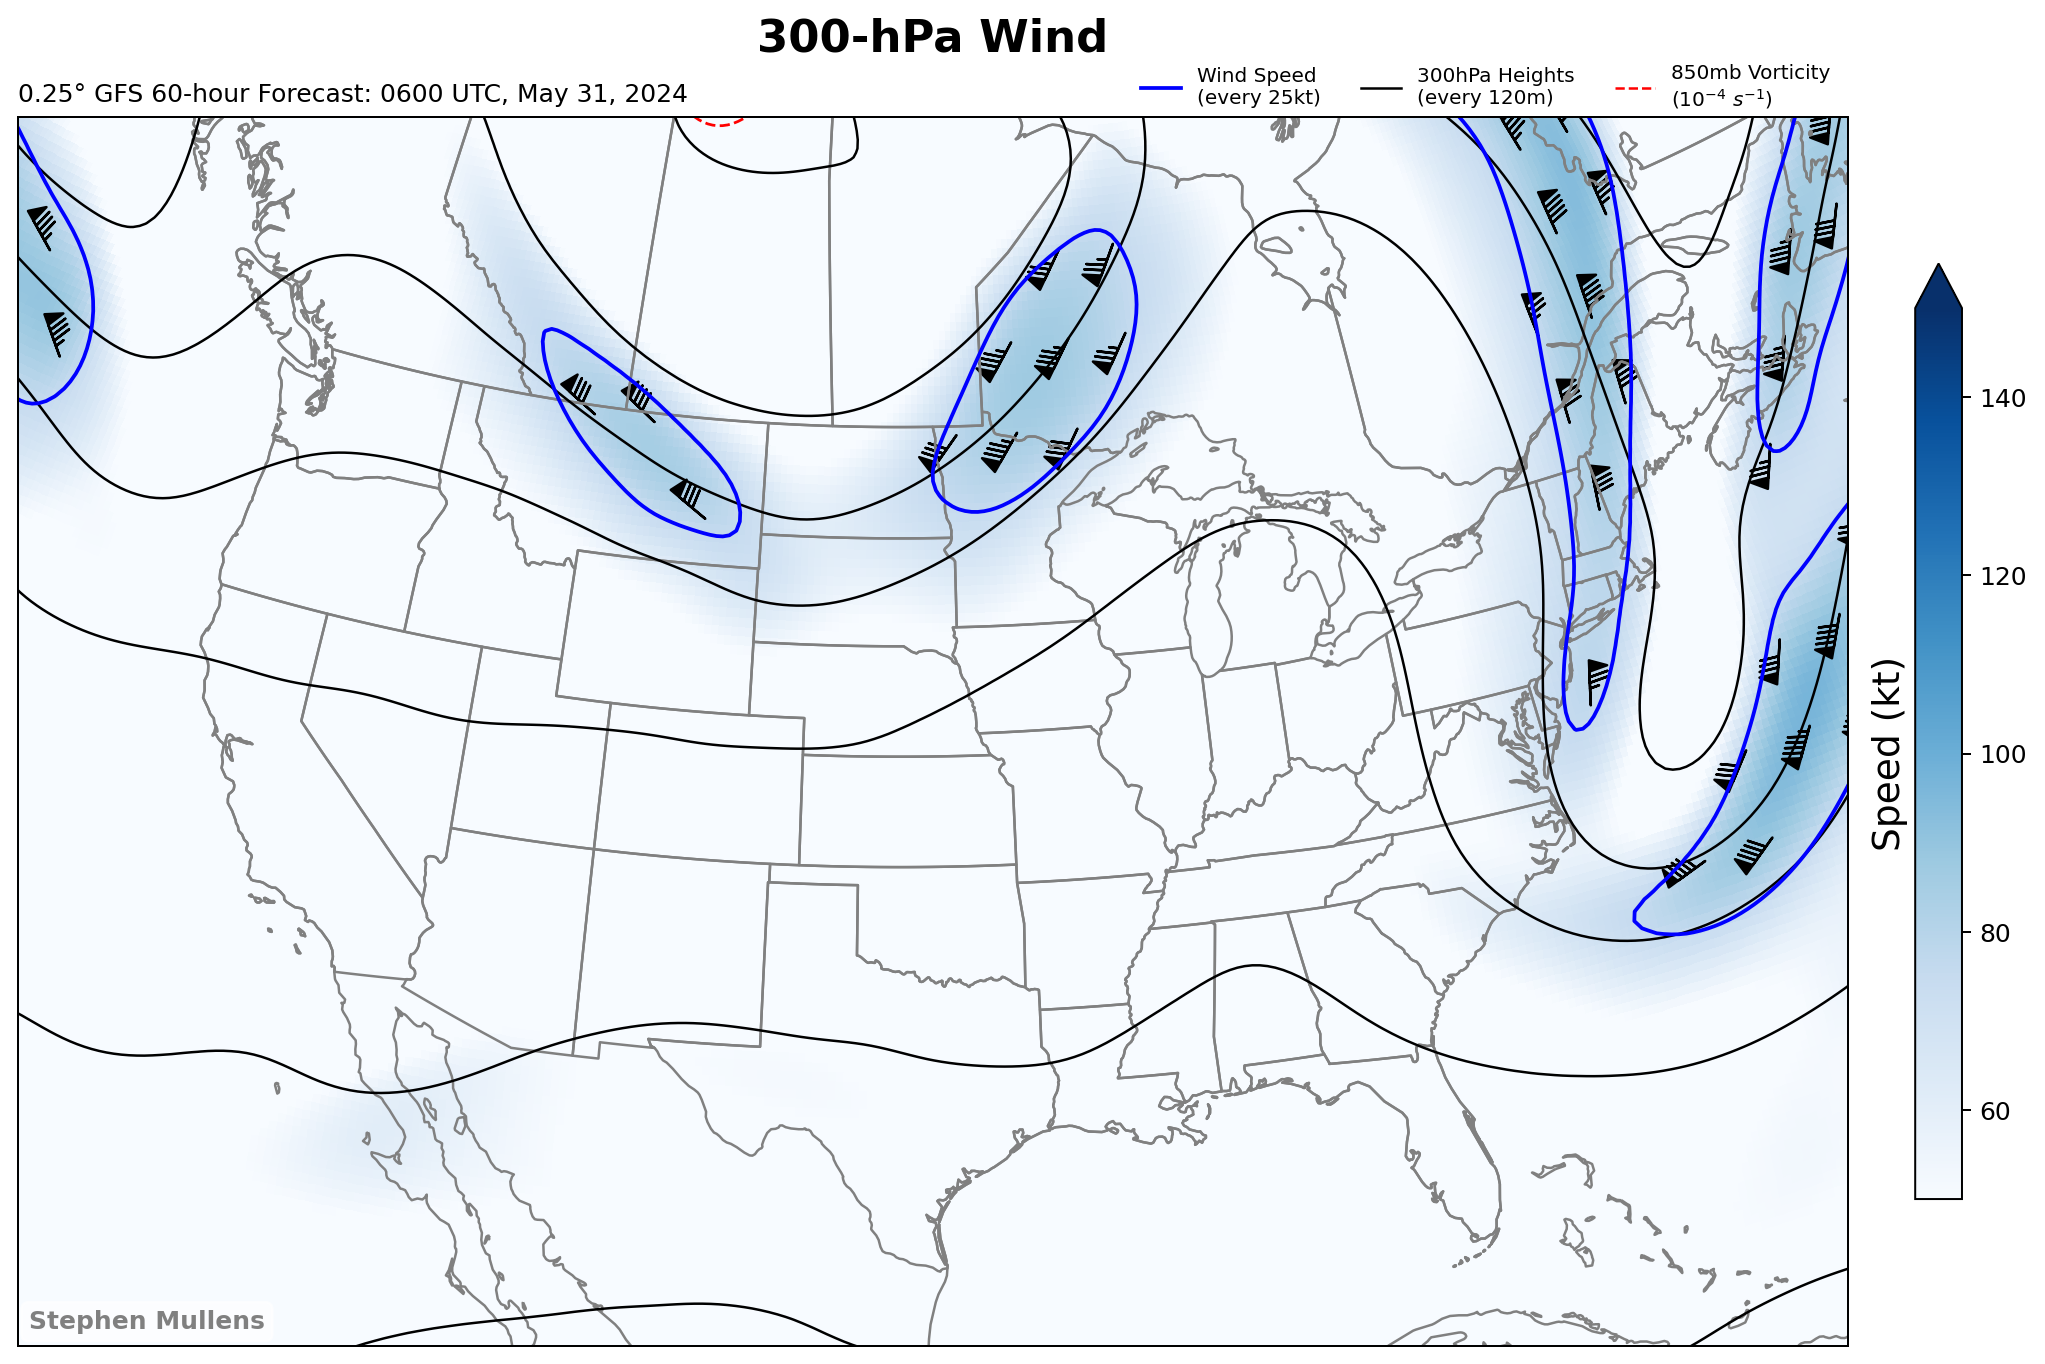 300-hPa Wind
0.25° GFS 60-hour Forecast: 0600 UTC, May 31, 2024
Wind Speed
(every 25kt)
300hPa Heights
(every 120m)
850mb Vorticity
(10⁻⁴ s⁻¹)
140
120
100
80
60
Speed (kt)
Stephen Mullens